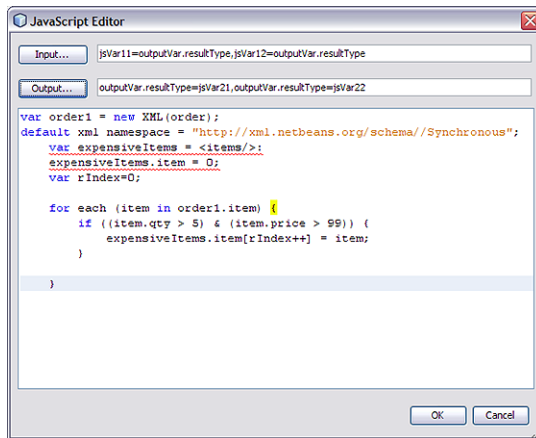 JavaScript Editor
Input... jsVar11=outputVar.resultType,jsVar12=outputVar.resultType
Output... outputVar.resultType=jsVar21,outputVar.resultType=jsVar22
var order1 = new XML(order);
default xml namespace = "http://xml.netbeans.org/schema//Synchronous";
    var expensiveItems = <items/>:
    expensiveItems.item = 0;
    var rIndex=0;
    for each (item in order1.item) {
        if ((item.qty > 5) & (item.price > 99)) {
            expensiveItems.item[rIndex++] = item;
        }
    }
OK Cancel